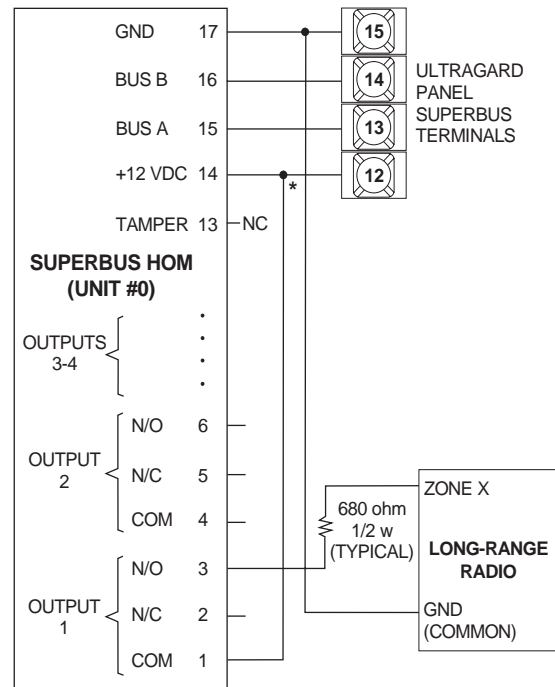 GND 17
15
BUS B 16
14
ULTRAGARD
PANEL
SUPERBUS
TERMINALS
BUS A 15
13
+12 VDC 14
*
12
TAMPER 13 NC
SUPERBUS HOM
(UNIT #0)
OUTPUTS
3-4
OUTPUT
2
N/O 6
N/C 5
COM 4
OUTPUT
1
N/O 3
N/C 2
COM 1
680 ohm
1/2 w
(TYPICAL)
ZONE X
LONG-RANGE
RADIO
GND
(COMMON)